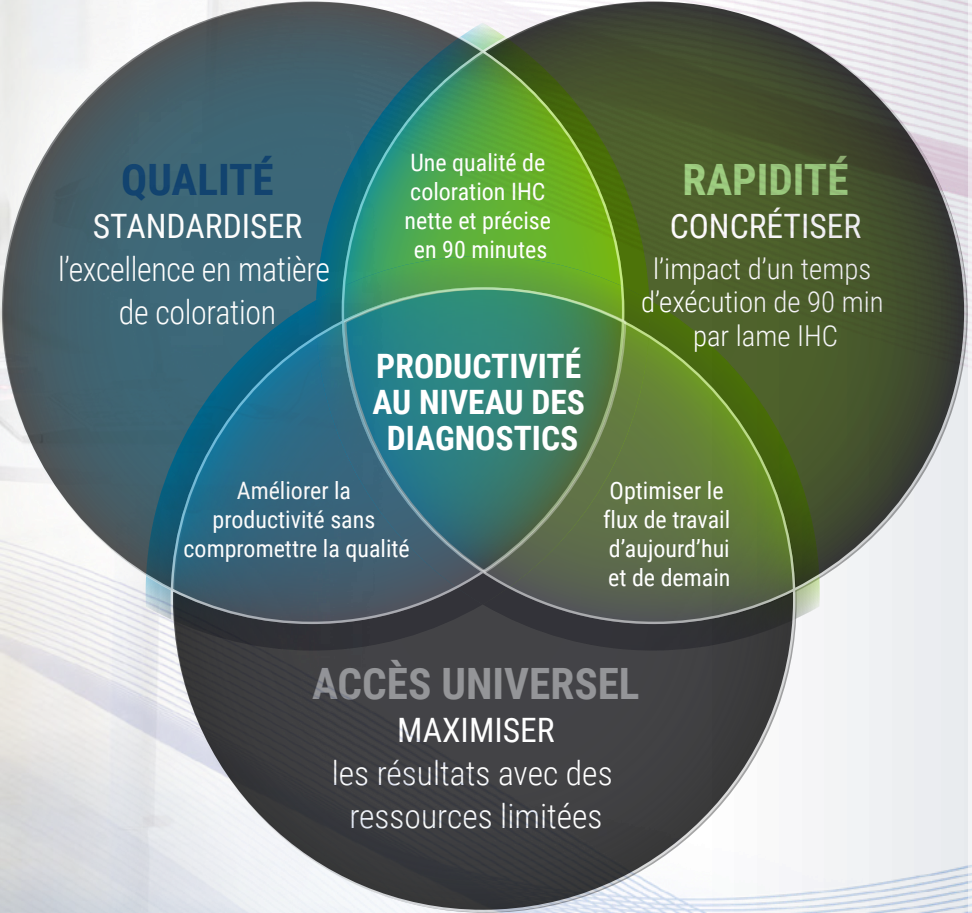 QUALITÉ
STANDARDISER
l'excellence en matière
de coloration
Une qualité de
coloration IHC
nette et précise
en 90 minutes
RAPIDITÉ
CONCRÉTISER
l'impact d'un temps
d'exécution de 90 min
par lame IHC
PRODUCTIVITÉ
AU NIVEAU DES
DIAGNOSTICS
Améliorer la
productivité sans
compromettre la qualité
Optimiser le
flux de travail
d'aujourd'hui
et de demain
ACCÈS UNIVERSEL
MAXIMISER
les résultats avec des
ressources limitées